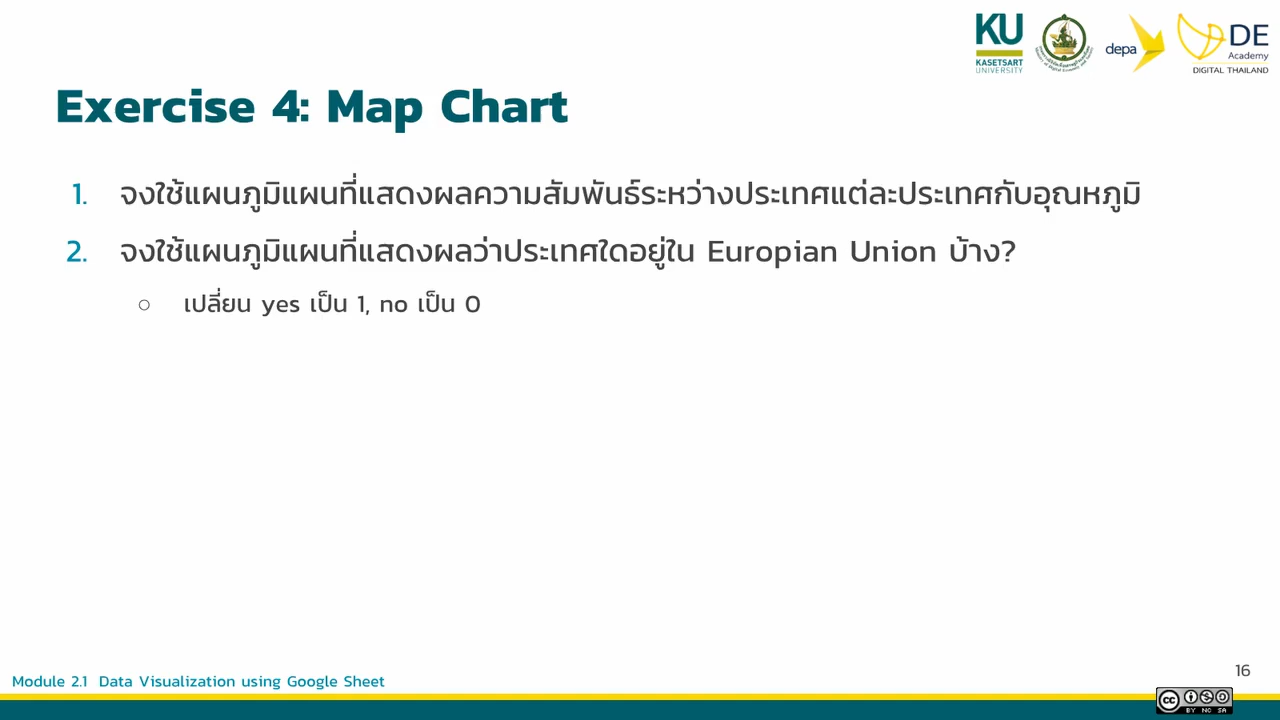 KU
KASETSART
UNIVERSITY
depa
DE
Academy
DIGITAL THAILAND
Exercise 4: Map Chart
1. จงใช้แผนภูมิแผนที่แสดงผลความสัมพันธ์ระหว่างประเทศแต่ละประเทศกับอุณหภูมิ
2. จงใช้แผนภูมิแผนที่แสดงผลว่าประเทศใดอยู่ใน Europian Union บ้าง?
○ เปลี่ยน yes เป็น 1, no เป็น 0
16
Module 2.1 Data Visualization using Google Sheet
cc
BY NC SA